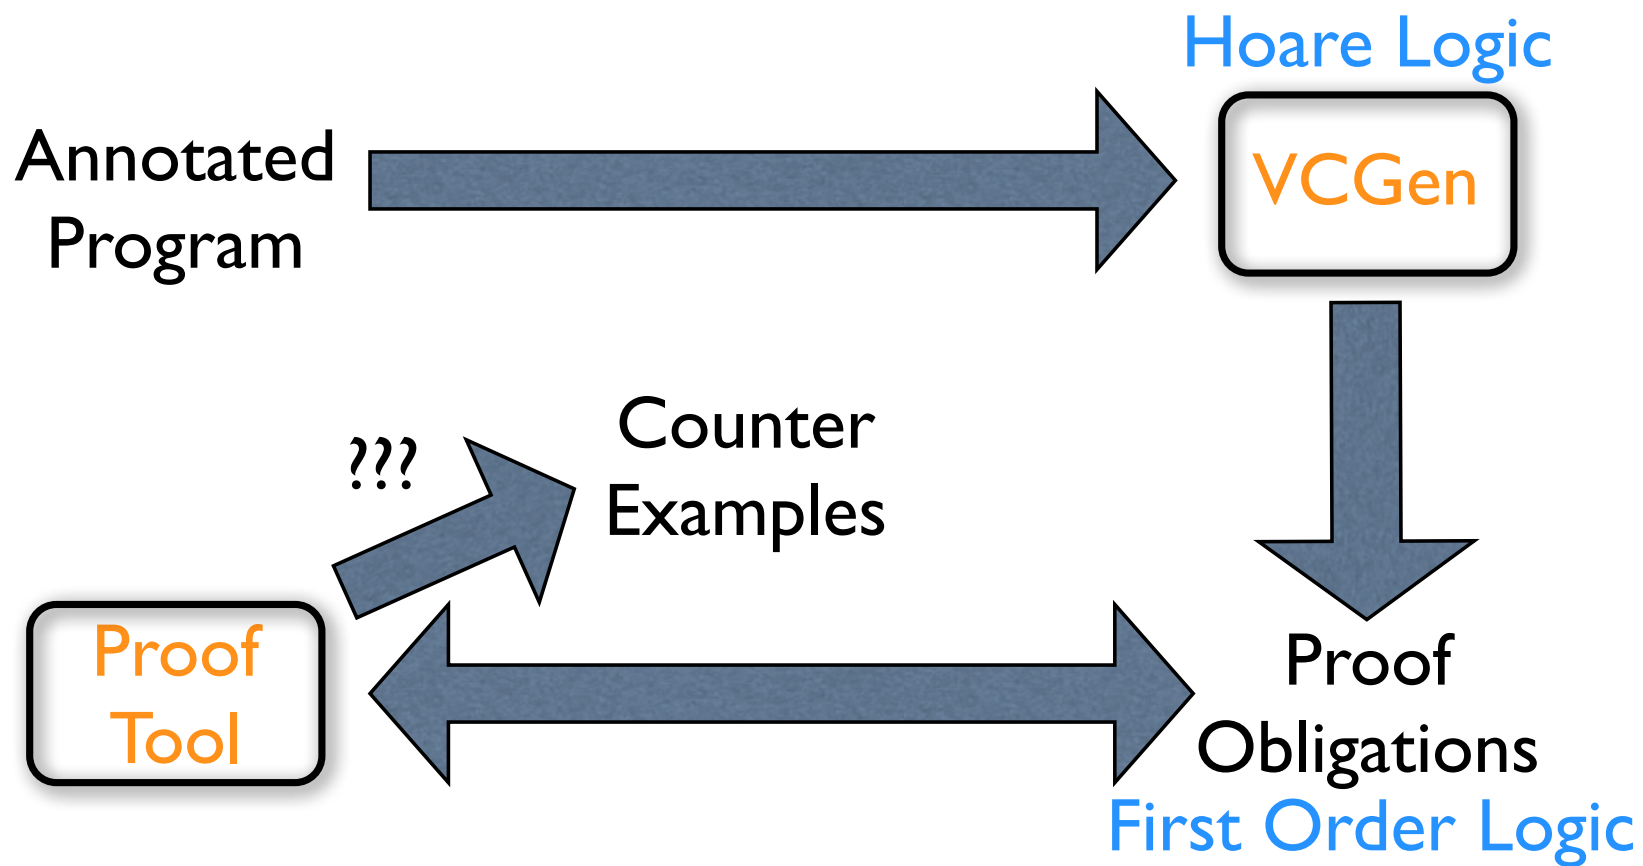 Hoare Logic
Annotated
Program
VCGen
Counter
Examples
???
Proof
Tool
Proof
Obligations
First Order Logic